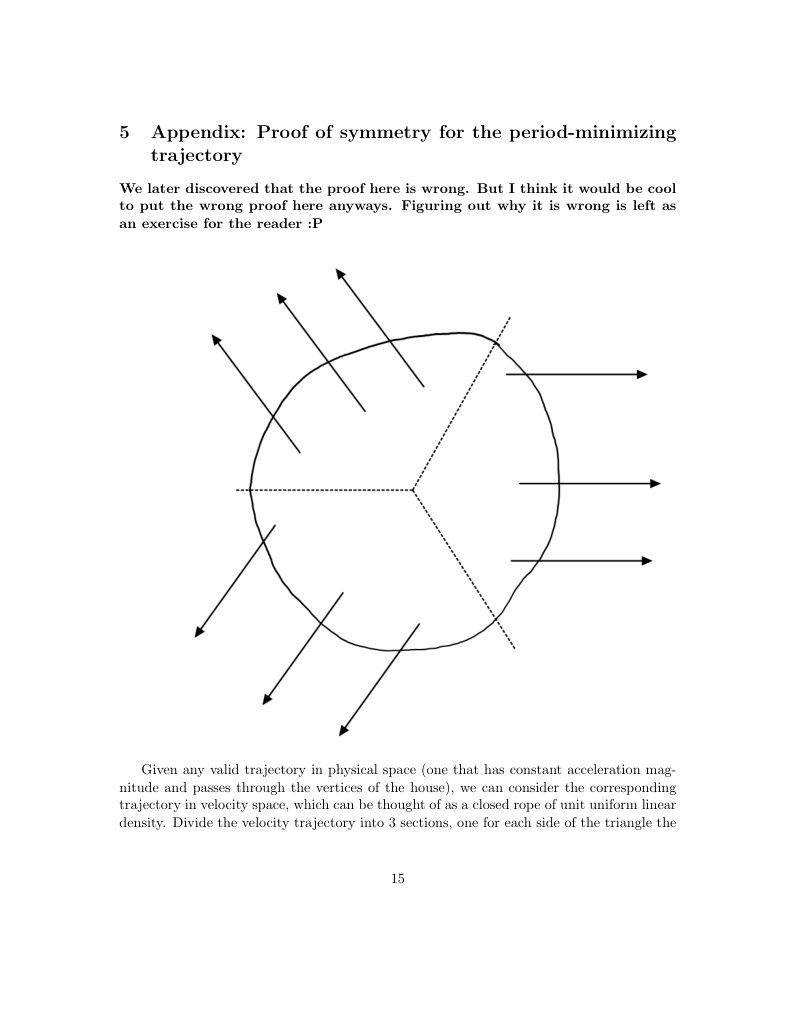 5 Appendix: Proof of symmetry for the period-minimizing
trajectory
We later discovered that the proof here is wrong. But I think it would be cool
to put the wrong proof here anyways. Figuring out why it is wrong is left as
an exercise for the reader :P
Given any valid trajectory in physical space (one that has constant acceleration mag-
nitude and passes through the vertices of the house), we can consider the corresponding
trajectory in velocity space, which can be thought of as a closed rope of unit uniform linear
density. Divide the velocity trajectory into 3 sections, one for each side of the triangle the
15